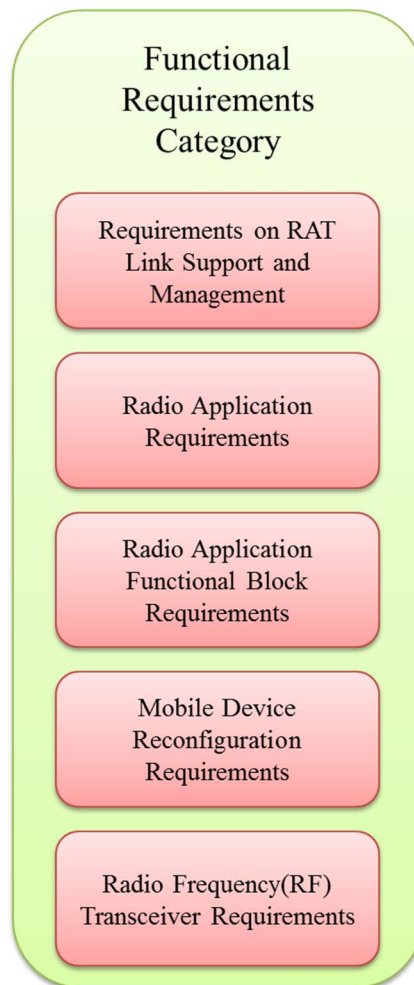 Functional
Requirements
Category
Requirements on RAT
Link Support and
Management
Radio Application
Requirements
Radio Application
Functional Block
Requirements
Mobile Device
Reconfiguration
Requirements
Radio Frequency(RF)
Transceiver Requirements